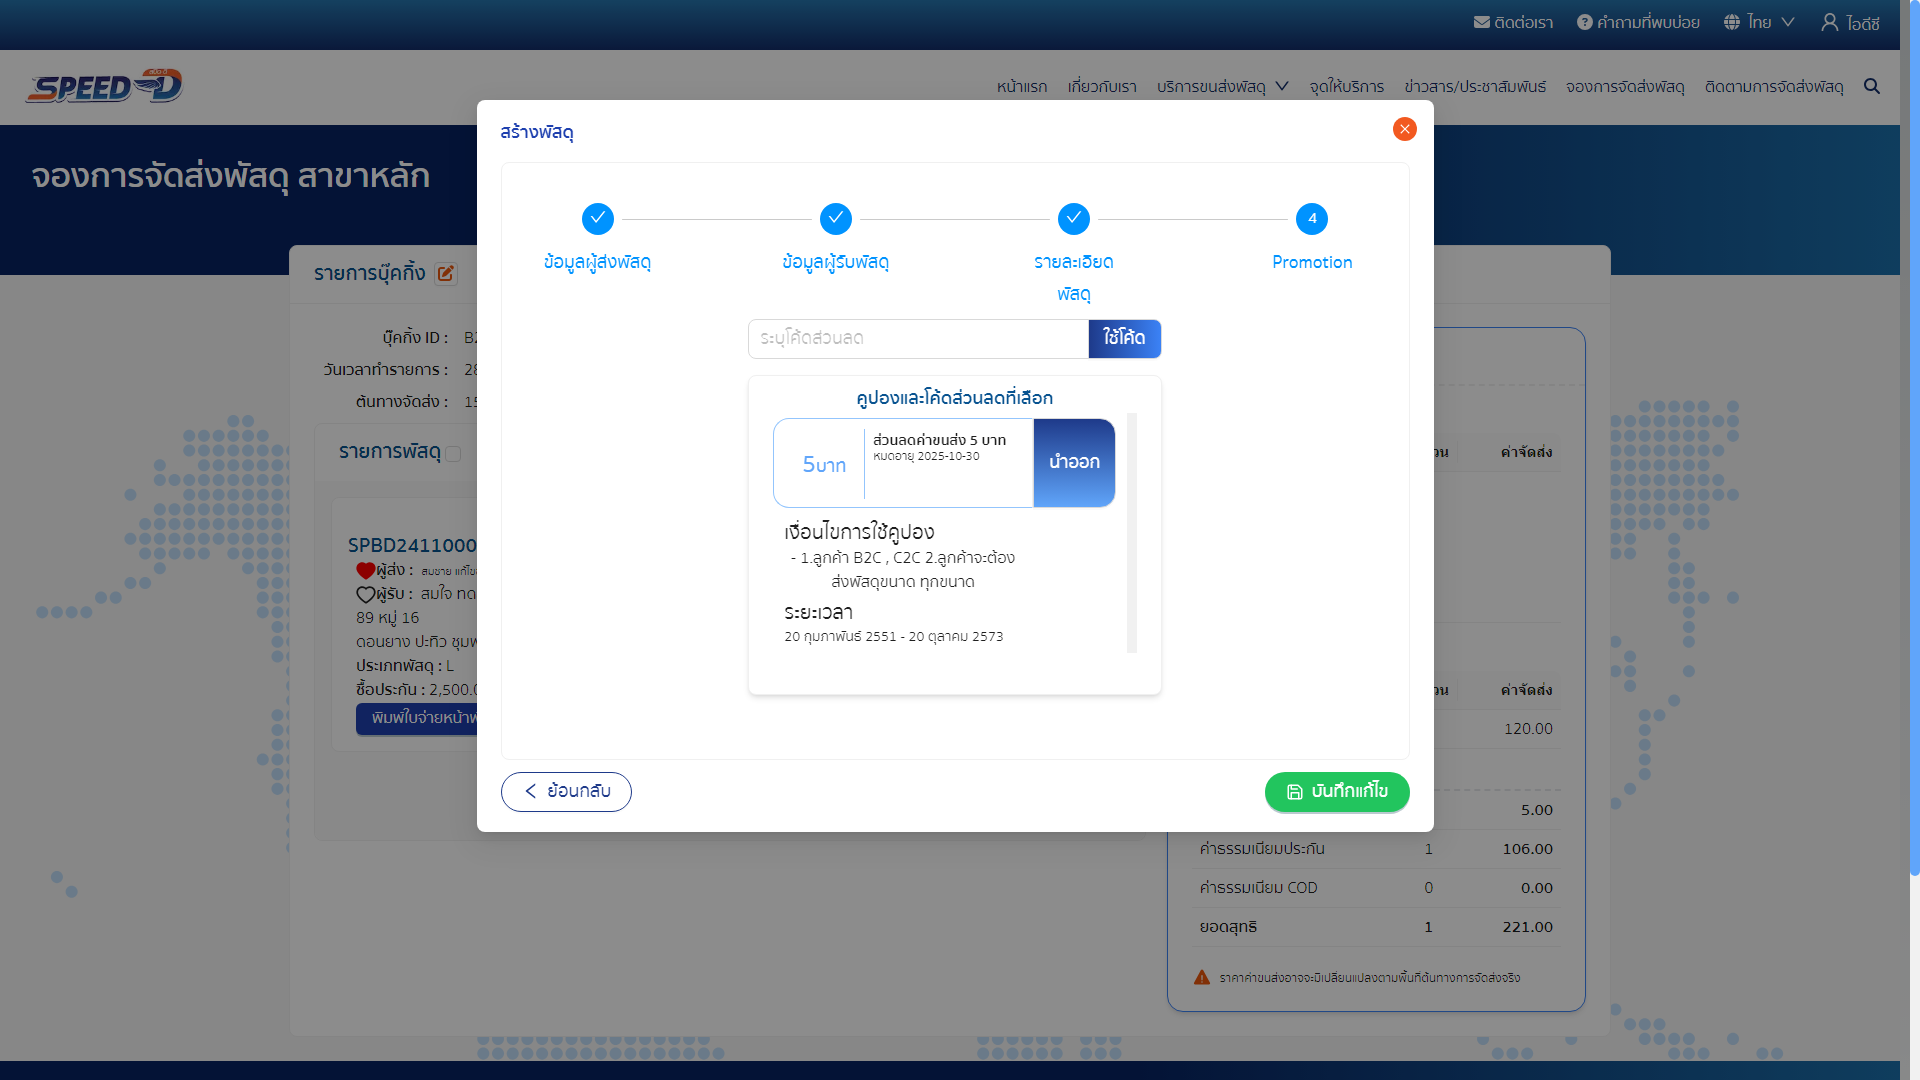 ติดต่อเรา
คำถามที่พบบ่อย
ไทย
ไอดีซี
SPEED-D
หน้าแรก
เกี่ยวกับเรา
บริการขนส่งพัสดุ
จุดให้บริการ
ข่าวสาร/ประชาสัมพันธ์
จองการจัดส่งพัสดุ
ติดตามการจัดส่งพัสดุ
จองการจัดส่งพัสดุ สาขาหลัก
สร้างพัสดุ
4
ข้อมูลผู้ส่งพัสดุ
ข้อมูลผู้รับพัสดุ
รายละเอียด
พัสดุ
Promotion
ระบุโค้ดส่วนลด
ใช้โค้ด
คูปองและโค้ดส่วนลดที่เลือก
5บาท
ส่วนลดค่าขนส่ง 5 บาท
หมดอายุ 2025-10-30
นำออก
เงื่อนไขการใช้คูปอง
- 1.ลูกค้า B2C , C2C 2.ลูกค้าจะต้อง
ส่งพัสดุขนาด ทุกขนาด
ระยะเวลา
20 กุมภาพันธ์ 2551 - 20 ตุลาคม 2573
ย้อนกลับ
บันทึกแก้ไข
รายการบุ๊คกิ้ง
บุ๊คกิ้ง ID :
วันเวลาทำรายการ :
ต้นทางจัดส่ง :
รายการพัสดุ
SPBD2411000
ผู้ส่ง : สมชาย แก้ไข
ผู้รับ : สมใจ ทด
89 หมู่ 16
ดอนยาง ปะทิว ชุมพ
ประเภทพัสดุ : L
ซื้อประกัน : 2,500.0
พิมพ์ใบจ่ายหน้าพ
ค่าจัดส่ง
ค่าจัดส่ง
120.00
5.00
ค่าธรรมเนียมประกัน 1 106.00
ค่าธรรมเนียม COD 0 0.00
ยอดสุทธิ 1 221.00
ราคาค่าขนส่งอาจจะมีเปลี่ยนแปลงตามพื้นที่ต้นทางการจัดส่งจริง